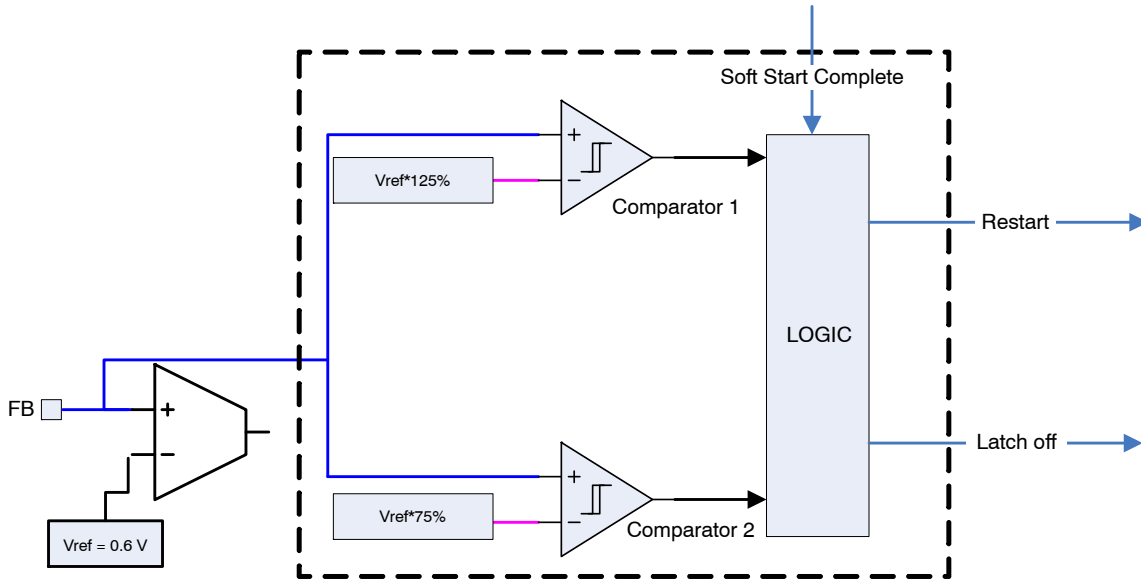 Soft Start Complete
+
Vref*125%
−
Comparator 1
Restart
LOGIC
FB
+
−
Vref = 0.6 V
Latch off
+
Vref*75%
−
Comparator 2